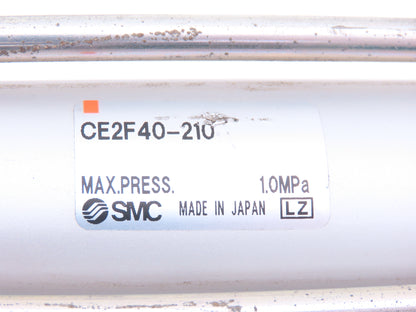 CE2F40-210
MAX.PRESS. 1.0MPa
SMC MADE IN JAPAN LZ